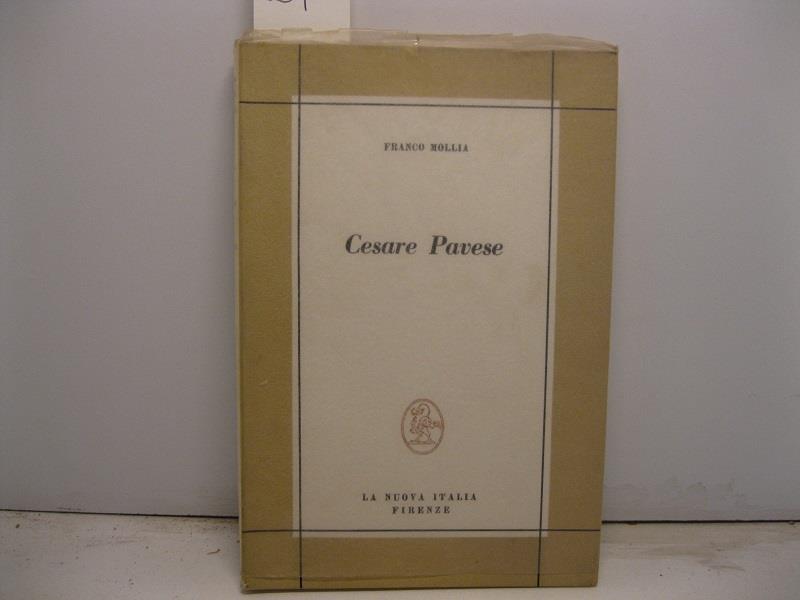 FRANCO MOLLIA
Cesare Pavese
LA NUOVA ITALIA
FIRENZE